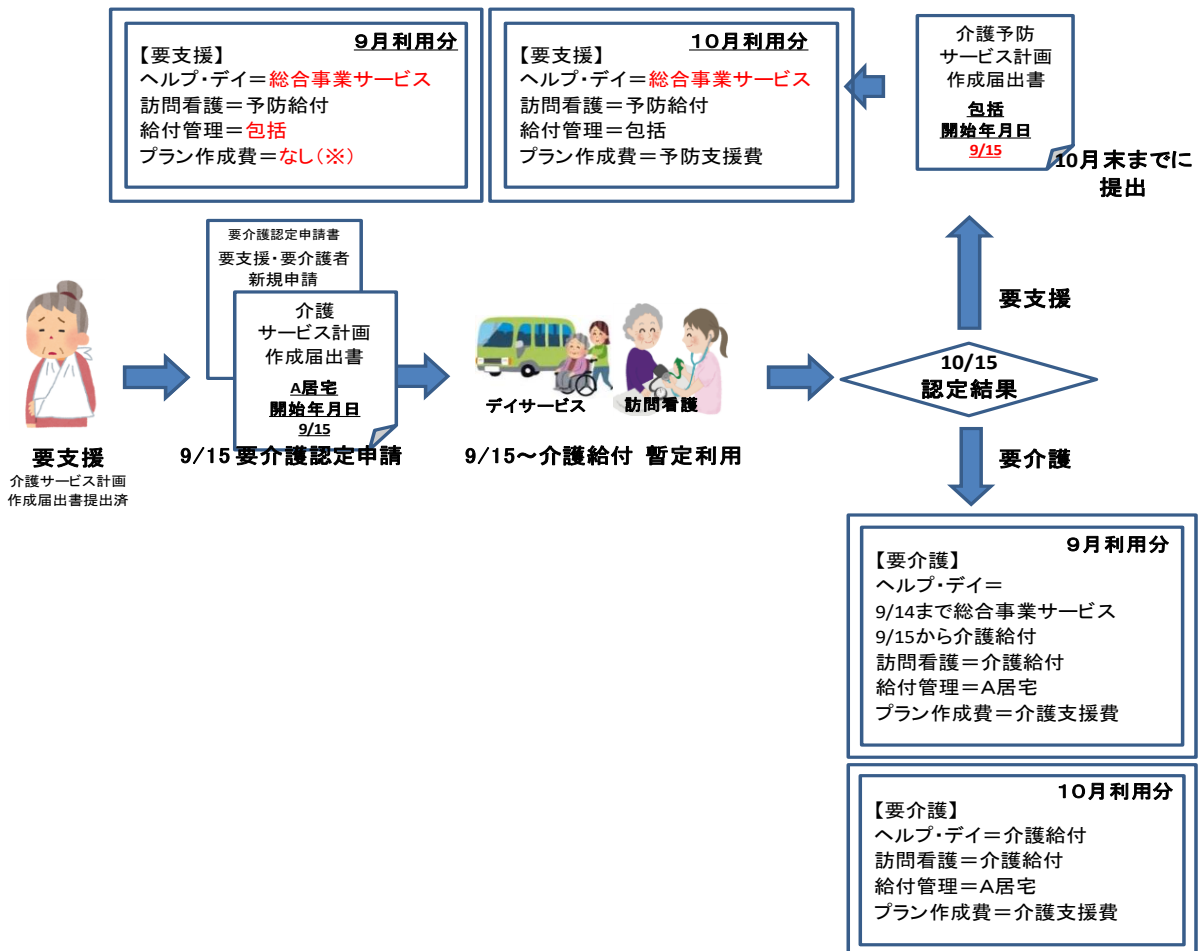 ９月利用分
【要支援】
ヘルプ・デイ＝総合事業サービス
訪問看護＝予防給付
給付管理＝包括
プラン作成費＝なし（※）
１０月利用分
【要支援】
ヘルプ・デイ＝総合事業サービス
訪問看護＝予防給付
給付管理＝包括
プラン作成費＝予防支援費
介護予防
サービス計画
作成届出書
包括
開始年月日
9/15
10月末までに
提出
要介護認定申請書
要支援・要介護者
新規申請
介護
サービス計画
作成届出書
A居宅
開始年月日
9/15
デイサービス
訪問看護
要支援
10/15
認定結果
要支援
介護サービス計画
作成届出書提出済
9/15 要介護認定申請
9/15～介護給付 暫定利用
要介護
９月利用分
【要介護】
ヘルプ・デイ＝
9/14まで総合事業サービス
9/15から介護給付
訪問看護＝介護給付
給付管理＝A居宅
プラン作成費＝介護支援費
１０月利用分
【要介護】
ヘルプ・デイ＝介護給付
訪問看護＝介護給付
給付管理＝A居宅
プラン作成費＝介護支援費